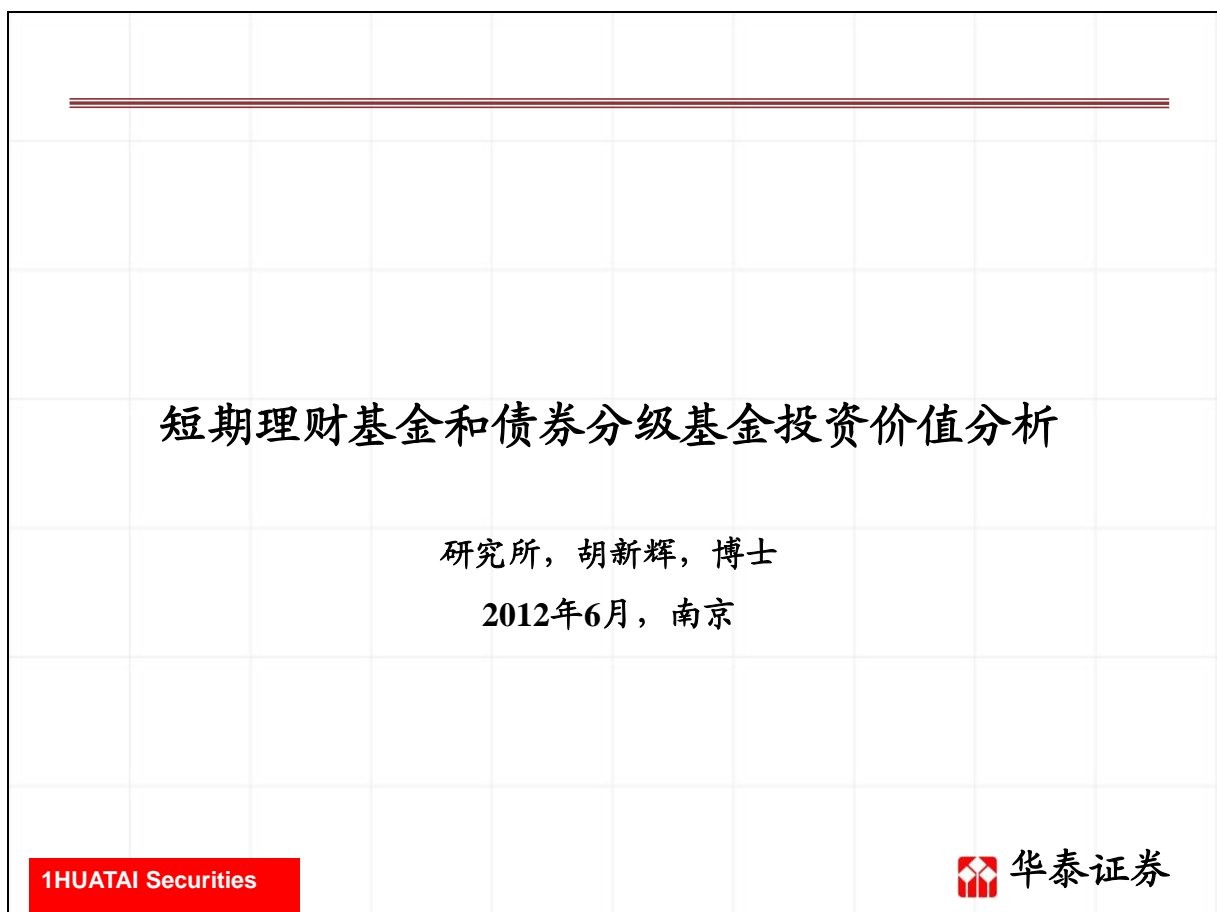 短期理财基金和债券分级基金投资价值分析
研究所，胡新辉，博士
2012年6月，南京
1HUATAI Securities
华泰证券